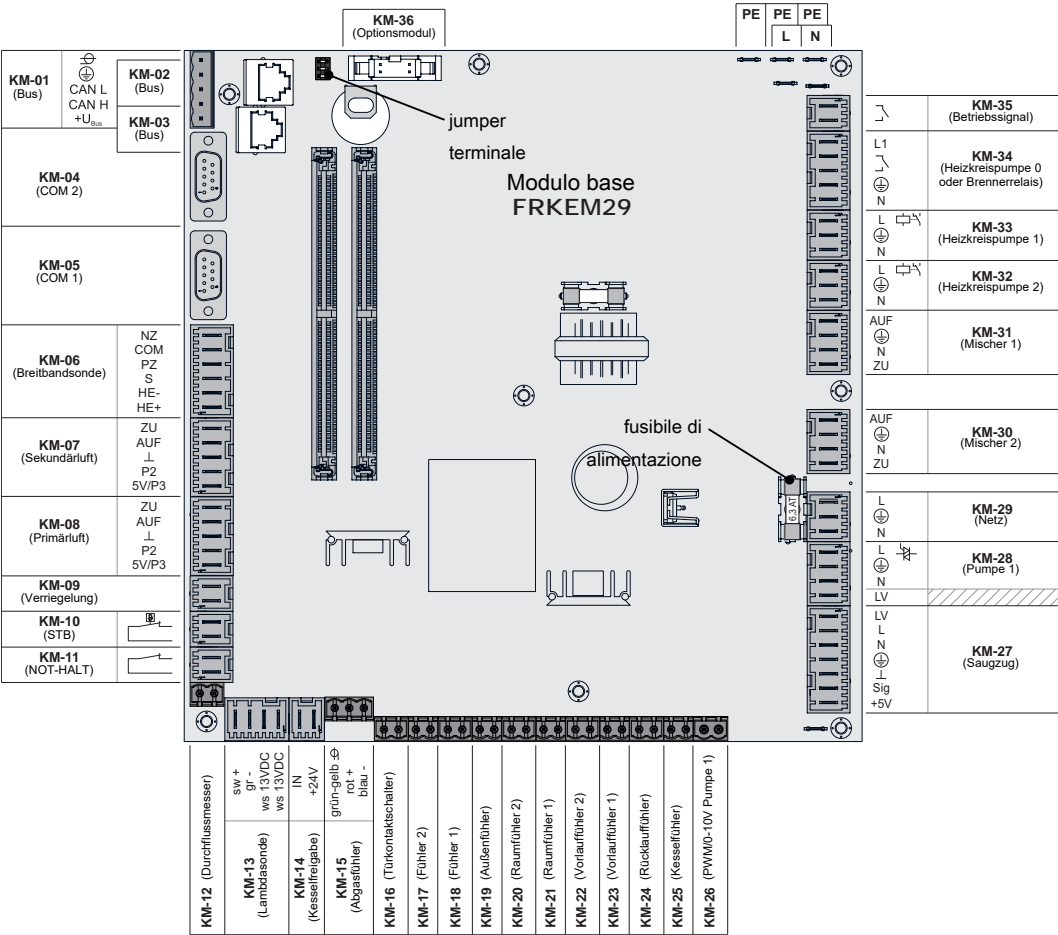 KM-36
(Optionsmodul)
PE
PE
PE
L
N
KM-01
(Bus)
CAN L
CAN H
+U Bus
KM-02
(Bus)
KM-03
(Bus)
KM-04
(COM 2)
KM-05
(COM 1)
KM-06
(Breitbandsonde)
NZ
COM
PZ
S
HE-
HE+
KM-07
(Sekundärluft)
ZU
AUF
⊥
P2
5V/P3
KM-08
(Primärluft)
ZU
AUF
⊥
P2
5V/P3
KM-09
(Verriegelung)
KM-10
(STB)
KM-11
(NOT-HALT)
jumper
terminale
Modulo base
FRKEM29
fusibile di
alimentazione
6,3 AT
KM-35
(Betriebssignal)
L1
N
KM-34
(Heizkreispumpe 0
oder Brennerrelais)
L
N
KM-33
(Heizkreispumpe 1)
L
N
KM-32
(Heizkreispumpe 2)
AUF
N
ZU
KM-31
(Mischer 1)
AUF
N
ZU
KM-30
(Mischer 2)
L
N
KM-29
(Netz)
L
N
LV
KM-28
(Pumpe 1)
LV
L
N
⊥
Sig
+5V
KM-27
(Saugzug)
KM-12 (Durchflussmesser)
sw +
gr -
ws 13VDC
ws 13VDC
KM-13
(Lambdasonde)
IN
+24V
KM-14
(Kesselfreigabe)
grün-gelb
rot +
blau -
KM-15
(Abgasfühler)
KM-16 (Türkontaktschalter)
KM-17 (Fühler 2)
KM-18 (Fühler 1)
KM-19 (Außenfühler)
KM-20 (Raumfühler 2)
KM-21 (Raumfühler 1)
KM-22 (Vorlauffühler 2)
KM-23 (Vorlauffühler 1)
KM-24 (Rücklauffühler)
KM-25 (Kesselfühler)
KM-26 (PWM/0-10V Pumpe 1)